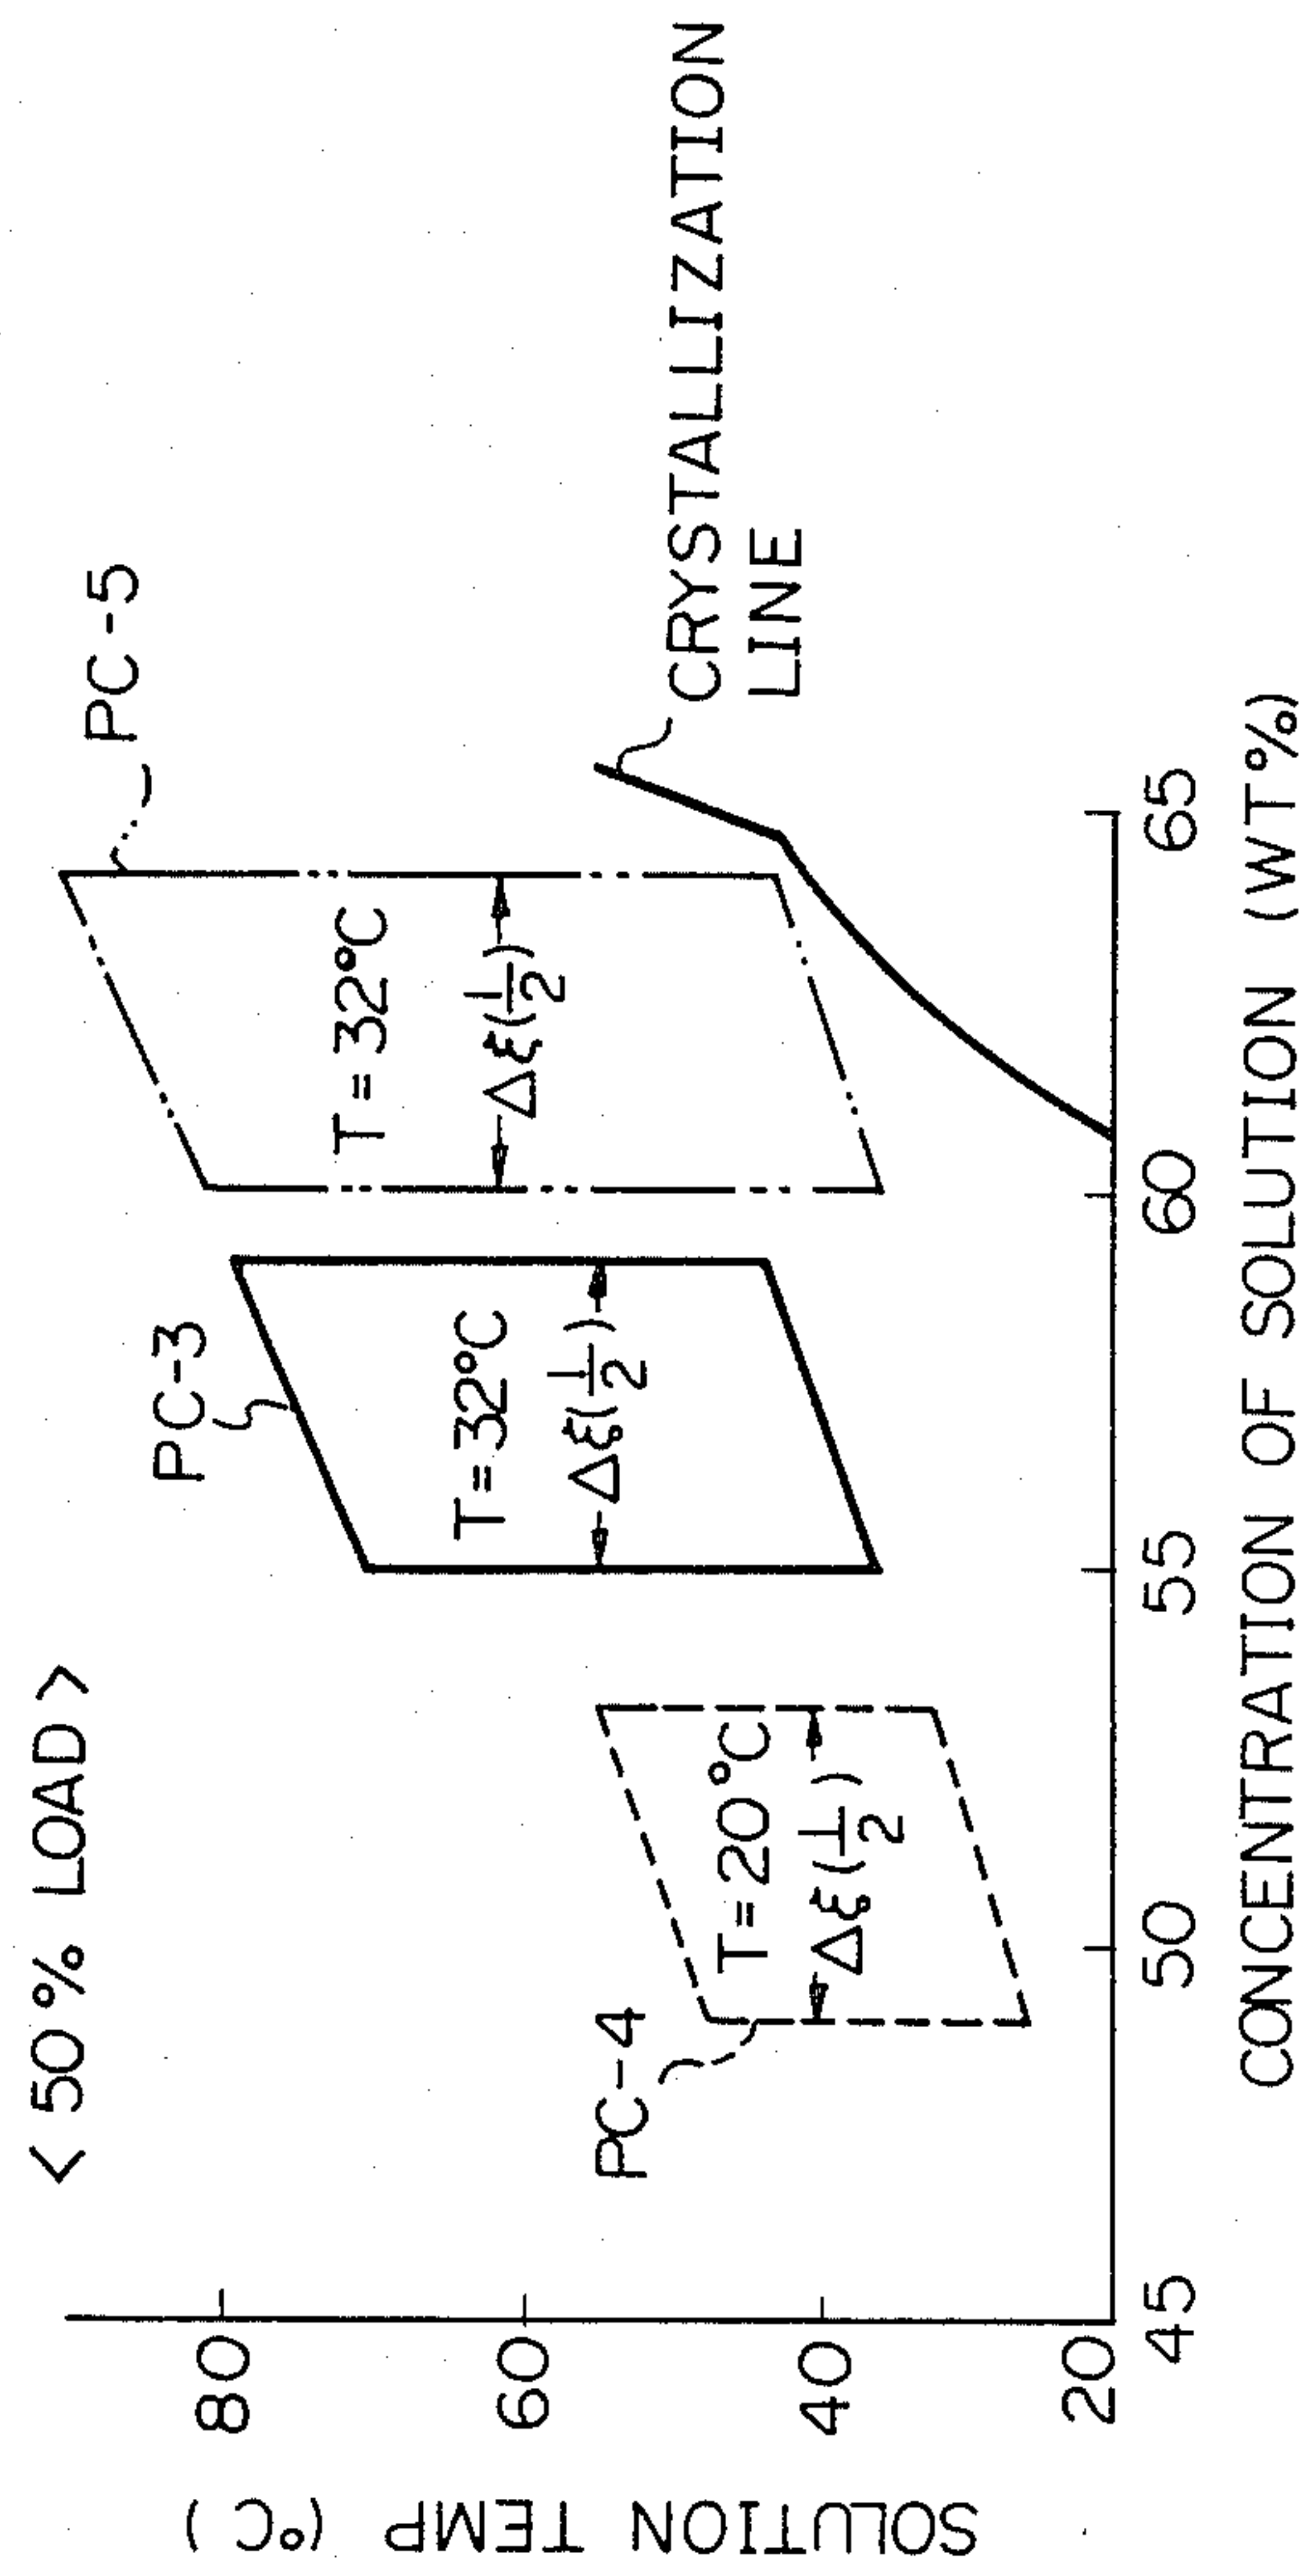 < 50 % LOAD >
PC-5
PC-3
T = 32°C
Δξ(1/2)
T = 32°C
Δξ(1/2)
PC-4
T = 20°C
Δξ(1/2)
CRYSTALLIZATION
LINE
SOLUTION TEMP (°C)
80
60
40
20
45
50
55
60
65
CONCENTRATION OF SOLUTION (WT%)